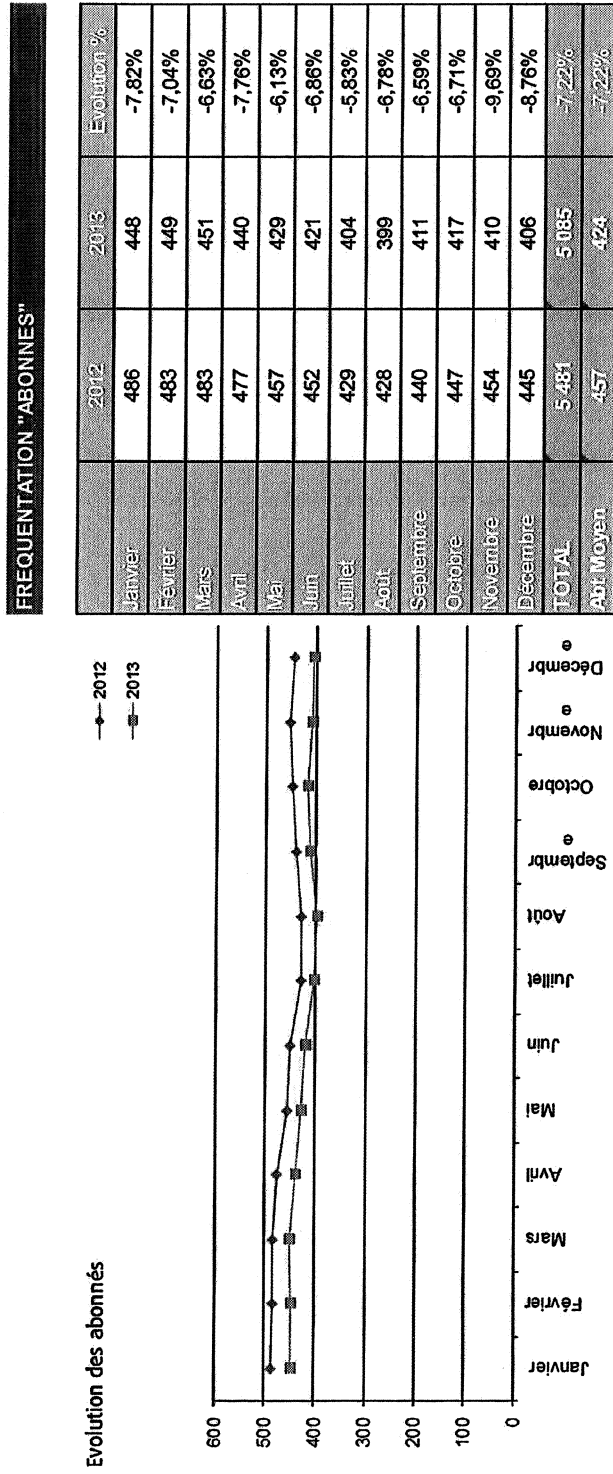 FREQUENTATION "ABONNES"
2012 2013 Evolution %
Janvier 486 448 -7,82%
Février 483 449 -7,04%
Mars 483 451 -6,63%
Avril 477 440 -7,76%
Mai 457 429 -6,13%
Juin 452 421 -6,86%
Juillet 429 404 -5,83%
Août 428 399 -6,78%
Septembre 440 411 -6,59%
Octobre 447 417 -6,71%
Novembre 454 410 -9,69%
Décembre 445 406 -8,76%
TOTAL 5 481 5 085 -7,22%
Abt Moyen 457 424 -7,22%
Evolution des abonnés
2012
2013
600
500
400
300
200
100
0
Janvier
Février
Mars
Avril
Mai
Juin
Juillet
Août
Septembr
e
Octobre
Novembr
e
Décembr
e